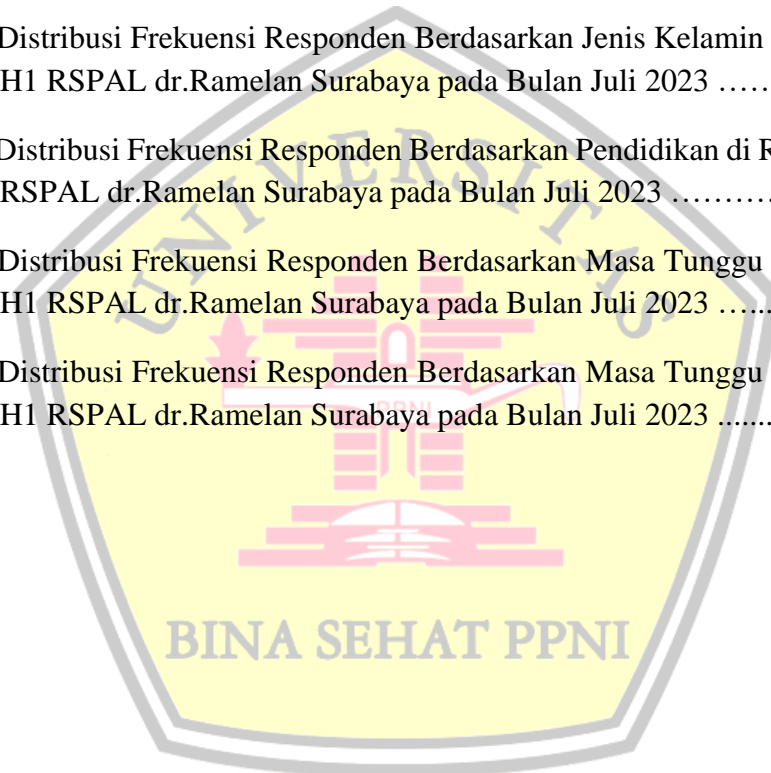 Distribusi Frekuensi Responden Berdasarkan Jenis Kelamin
H1 RSPAL dr.Ramelan Surabaya pada Bulan Juli 2023 ……
Distribusi Frekuensi Responden Berdasarkan Pendidikan di R
RSPAL dr.Ramelan Surabaya pada Bulan Juli 2023 ………..
Distribusi Frekuensi Responden Berdasarkan Masa Tunggu
H1 RSPAL dr.Ramelan Surabaya pada Bulan Juli 2023 …....
Distribusi Frekuensi Responden Berdasarkan Masa Tunggu
H1 RSPAL dr.Ramelan Surabaya pada Bulan Juli 2023 .......
UNIVERSITAS
PPNI
BINA SEHAT PPNI